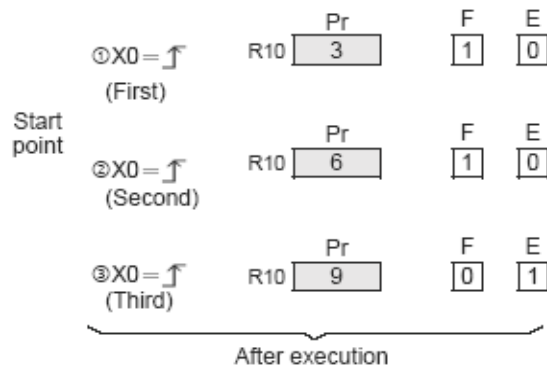 Pr F E
①X0= R10 3 1 0
(First)
Start
point
Pr F E
②X0= R10 6 1 0
(Second)
Pr F E
③X0= R10 9 0 1
(Third)
After execution